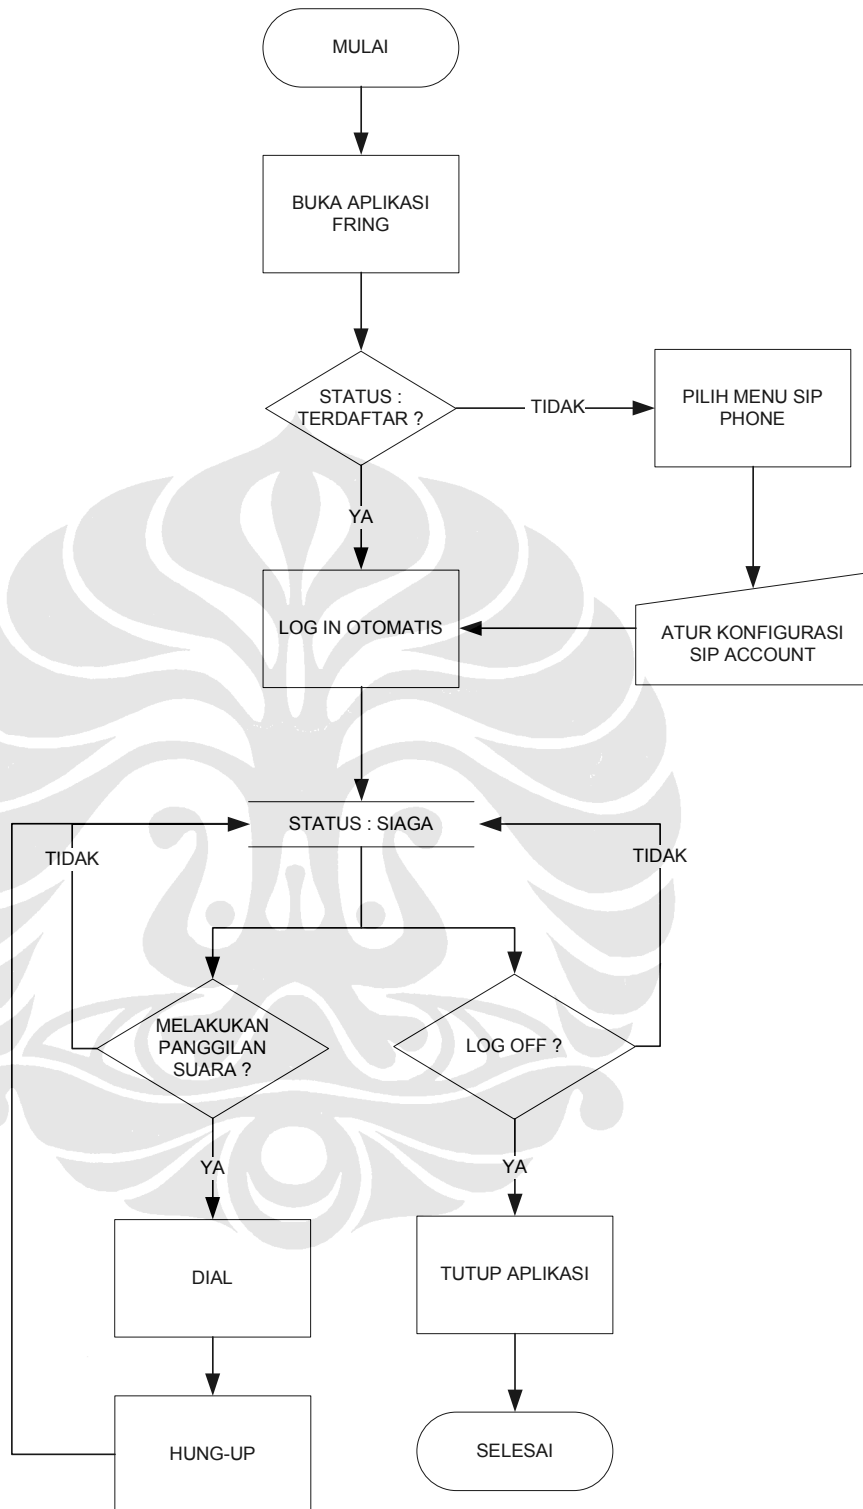 MULAI
BUKA APLIKASI
FRING
STATUS :
TERDAFTAR ?
TIDAK
PILIH MENU SIP
PHONE
YA
LOG IN OTOMATIS
ATUR KONFIGURASI
SIP ACCOUNT
STATUS : SIAGA
TIDAK
TIDAK
MELAKUKAN
PANGGILAN
SUARA ?
LOG OFF ?
YA
YA
DIAL
TUTUP APLIKASI
HUNG-UP
SELESAI